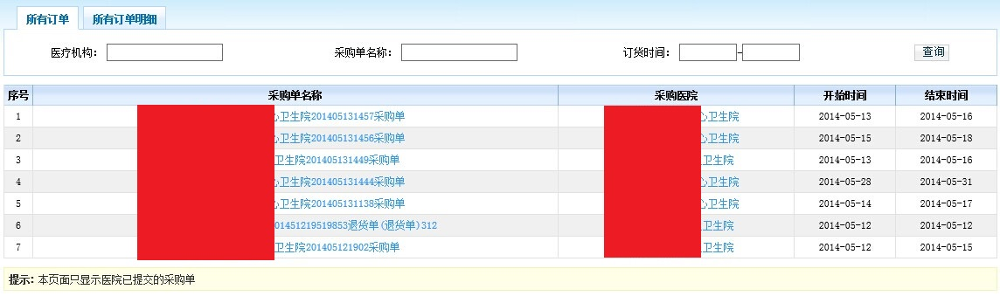 所有订单 所有订单明细
医疗机构： 采购单名称： 订货时间： - 查询
序号 采购单名称 采购医院 开始时间 结束时间
1 心卫生院201405131457采购单 心卫生院 2014-05-13 2014-05-16
2 心卫生院201405131456采购单 心卫生院 2014-05-15 2014-05-18
3 卫生院201405131449采购单 卫生院 2014-05-13 2014-05-16
4 心卫生院201405131444采购单 心卫生院 2014-05-28 2014-05-31
5 心卫生院201405131138采购单 心卫生院 2014-05-14 2014-05-17
6 01451219519853退货单(退货单)312 卫生院 2014-05-12 2014-05-12
7 卫生院201405121902采购单 卫生院 2014-05-12 2014-05-15
提示：本页面只显示医院已提交的采购单